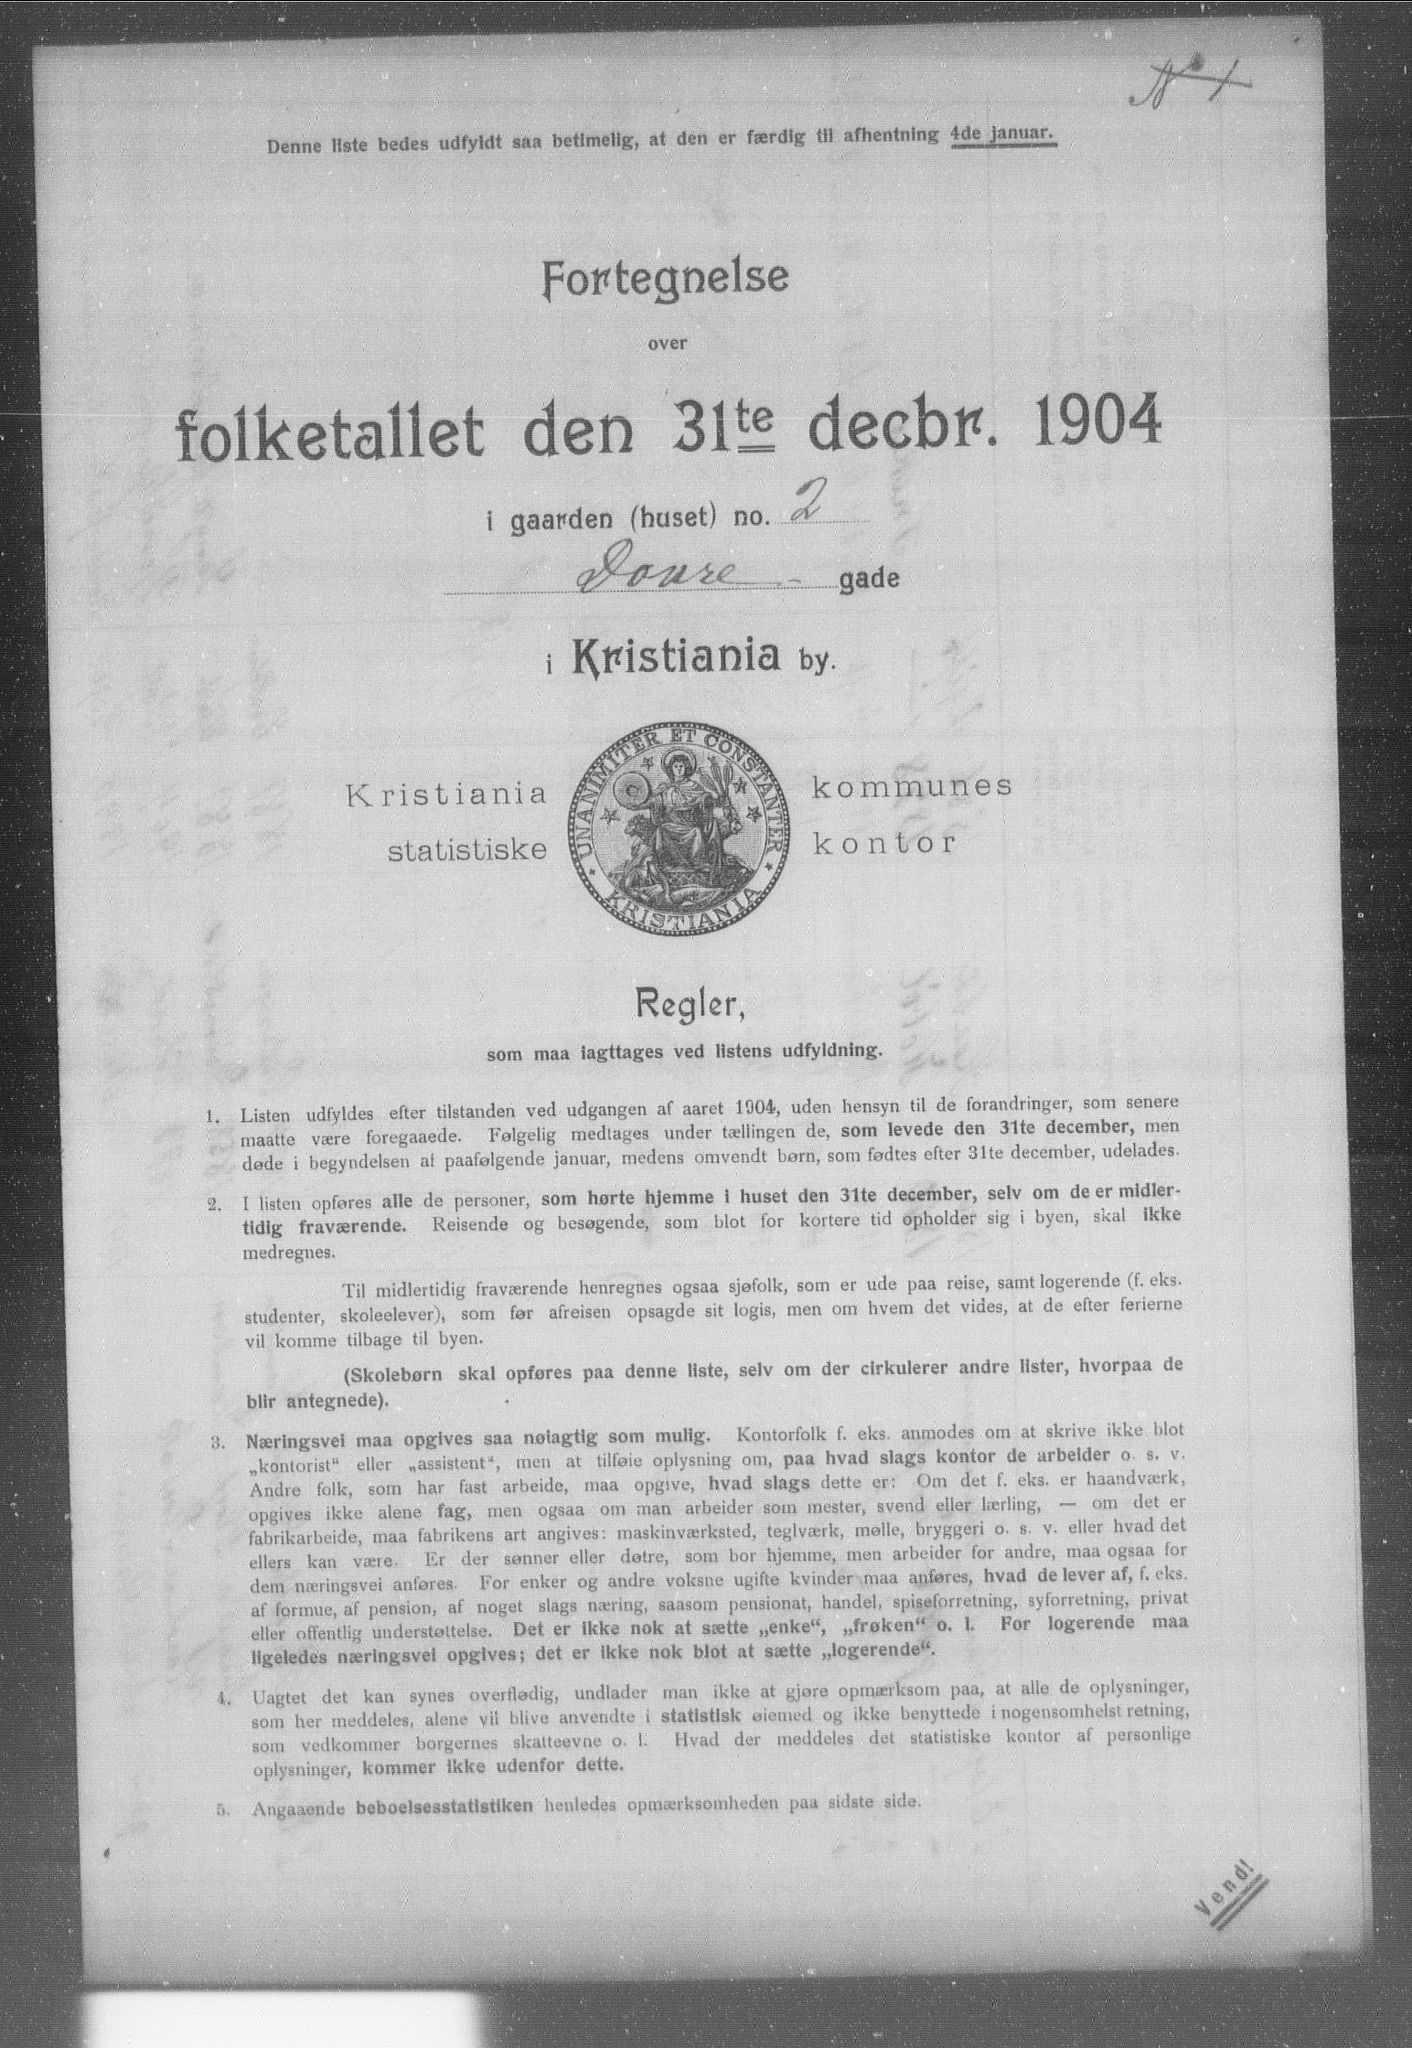 N° 1
Denne liste bedes udfyldt saa betimelig, at den er færdig til afhentning 4de januar.
Fortegnelse
over
folketallet den 31te decbr. 1904
i gaarden (huset) no. 2
Dovre - gade
i Kristiania by.
Kristiania kommunes
statistiske kontor
UNANIMITER ET CONSTANTER
KRISTIANIA
Regler,
som maa iagttages ved listens udfyldning.
1. Listen udfyldes efter tilstanden ved udgangen af aaret 1904, uden hensyn til de forandringer, som senere
maatte være foregaaede. Følgelig medtages under tællingen de, som levede den 31te december, men
døde i begyndelsen af paafølgende januar, medens omvendt børn, som fødtes efter 31te december, udelades.
2. I listen opføres alle de personer, som hørte hjemme i huset den 31te december, selv om de er midler-
tidig fraværende. Reisende og besøgende, som blot for kortere tid opholder sig i byen, skal ikke
medregnes.
Til midlertidig fraværende henregnes ogsaa sjøfolk, som er ude paa reise, samt logerende (f. eks.
studenter, skoleelever), som før afreisen opsagde sit logis, men om hvem det vides, at de efter ferierne
vil komme tilbage til byen.
(Skolebørn skal opføres paa denne liste, selv om der cirkulerer andre lister, hvorpaa de
blir antegnede).
3. Næringsvei maa opgives saa nøiagtig som mulig. Kontorfolk f. eks. anmodes om at skrive ikke blot
„kontorist“ eller „assistent“, men at tilføie oplysning om, paa hvad slags kontor de arbeider o. s. v.
Andre folk, som har fast arbeide, maa opgive, hvad slags dette er: Om det f. eks. er haandværk,
opgives ikke alene fag, men ogsaa om man arbeider som mester, svend eller lærling, — om det er
fabrikarbeide, maa fabrikens art angives: maskinværksted, teglværk, mølle, bryggeri o. s. v. eller hvad det
ellers kan være. Er der sønner eller døtre, som bor hjemme, men arbeider for andre, maa ogsaa for
dem næringsvei anføres. For enker og andre voksne ugifte kvinder maa anføres, hvad de lever af, f. eks.
af formue, af pension, af noget slags næring, saasom pensionat, handel, spiseforretning, syforretning, privat
eller offentlig understøttelse. Det er ikke nok at sætte „enke“, „frøken“ o. l. For logerende maa
ligeledes næringsvei opgives; det er ikke nok blot at sætte „logerende“.
4. Uagtet det kan synes overflødig, undlader man ikke at gjøre opmærksom paa, at alle de oplysninger,
som her meddeles, alene vil blive anvendte i statistisk øiemed og ikke benyttede i nogensomhelst retning,
som vedkommer borgernes skatteevne o. l. Hvad der meddeles det statistiske kontor af personlige
oplysninger, kommer ikke udenfor dette.
5. Angaaende beboelsesstatistiken henledes opmærksomheden paa sidste side.
Vend!